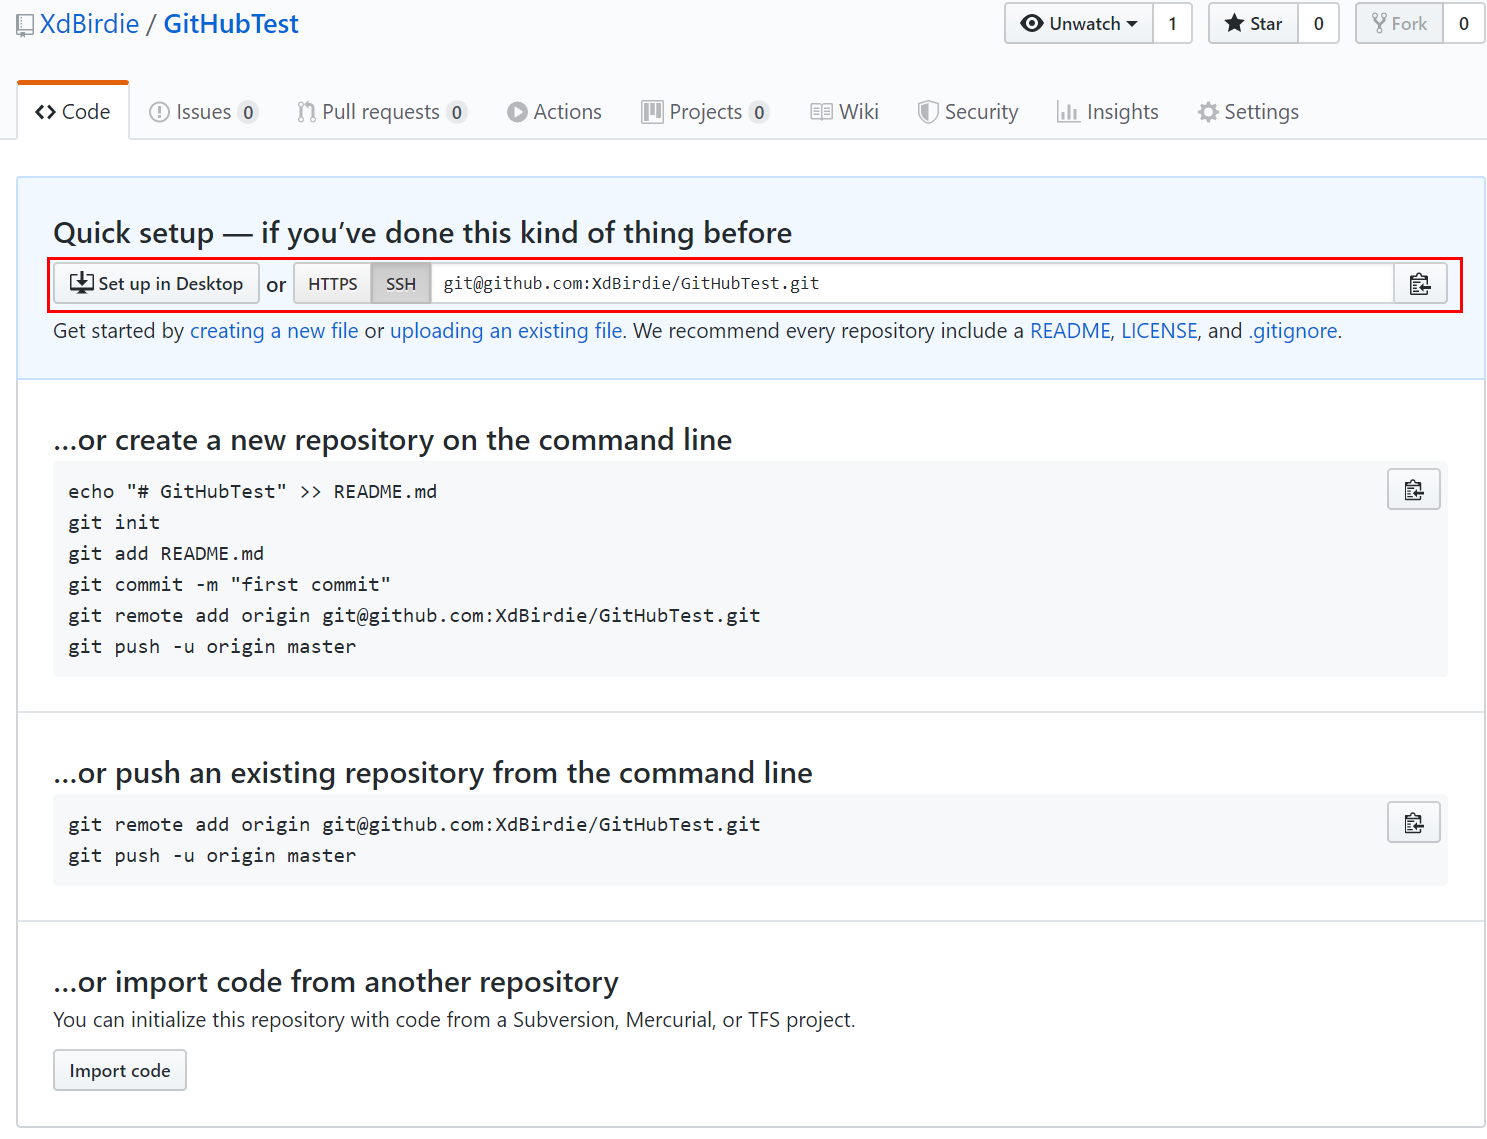 XdBirdie / GitHubTest
Unwatch 1 Star 0 Fork 0
Code Issues 0 Pull requests 0 Actions Projects 0 Wiki Security Insights Settings
Quick setup — if you’ve done this kind of thing before
Set up in Desktop or HTTPS SSH git@github.com:XdBirdie/GitHubTest.git
Get started by creating a new file or uploading an existing file. We recommend every repository include a README, LICENSE, and .gitignore.
…or create a new repository on the command line
echo "# GitHubTest" >> README.md
git init
git add README.md
git commit -m "first commit"
git remote add origin git@github.com:XdBirdie/GitHubTest.git
git push -u origin master
…or push an existing repository from the command line
git remote add origin git@github.com:XdBirdie/GitHubTest.git
git push -u origin master
…or import code from another repository
You can initialize this repository with code from a Subversion, Mercurial, or TFS project.
Import code